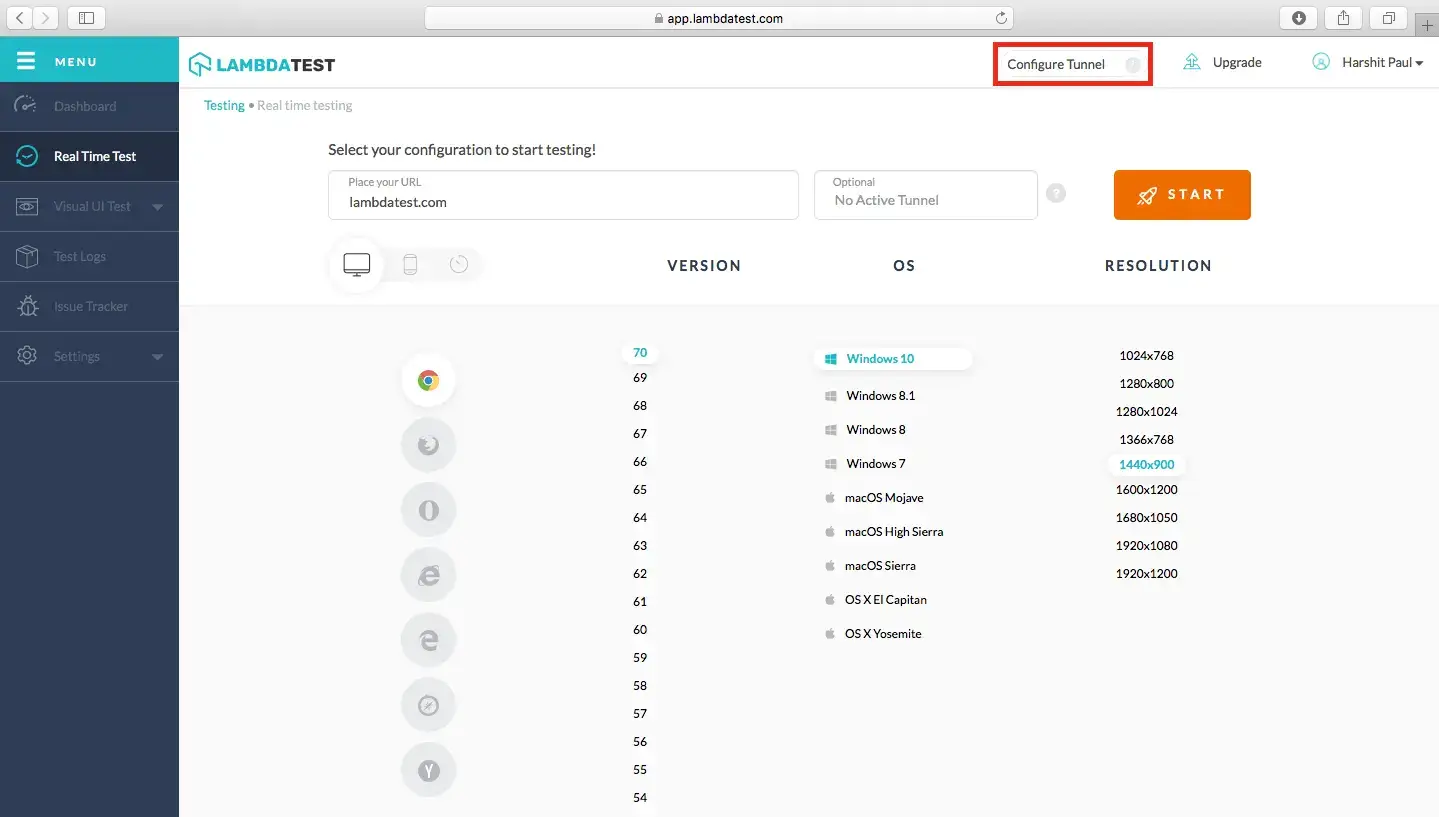 app.lambdatest.com
MENU
LAMBDATEST
Configure Tunnel ?
Upgrade
Harshit Paul
Dashboard
Real Time Test
Visual UI Test
Test Logs
Issue Tracker
Settings
Testing • Real time testing
Select your configuration to start testing!
Place your URL
lambdatest.com
Optional
No Active Tunnel
?
START
VERSION
OS
RESOLUTION
70
69
68
67
66
65
64
63
62
61
60
59
58
57
56
55
54
Windows 10
Windows 8.1
Windows 8
Windows 7
macOS Mojave
macOS High Sierra
macOS Sierra
OS X El Capitan
OS X Yosemite
1024x768
1280x800
1280x1024
1366x768
1440x900
1600x1200
1680x1050
1920x1080
1920x1200